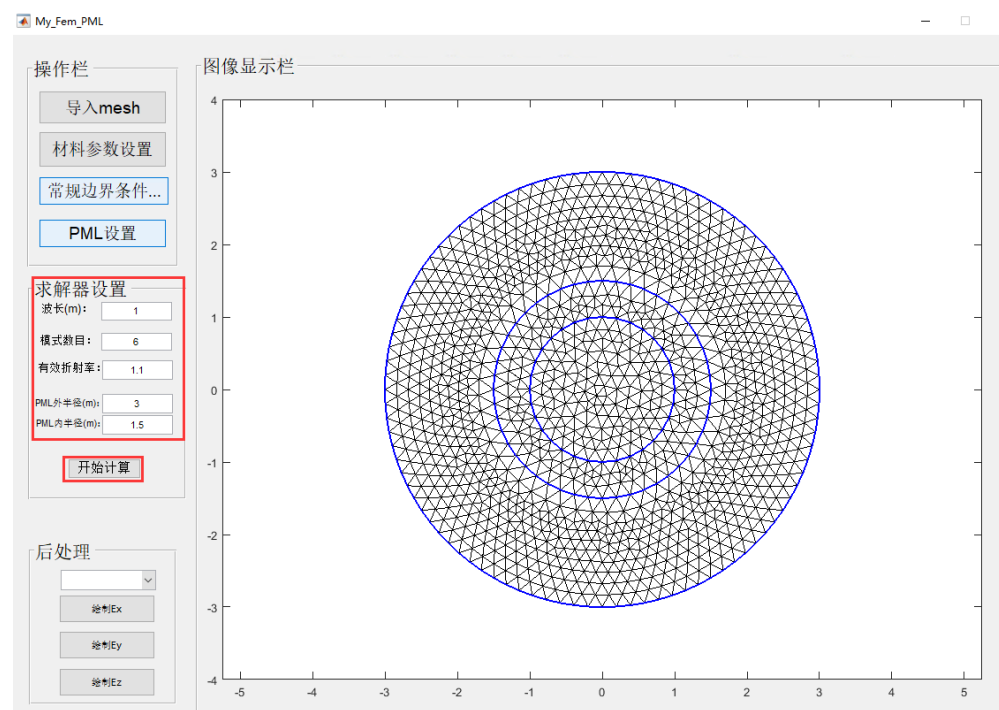 My_Fem_PML
操作栏
导入mesh
材料参数设置
常规边界条件...
PML设置
求解器设置
波长(m): 1
模式数目: 6
有效折射率: 1.1
PML外半径(m): 3
PML内半径(m): 1.5
开始计算
后处理
绘制Ex
绘制Ey
绘制Ez
图像显示栏
4
3
2
1
0
-1
-2
-3
-4
-5 -4 -3 -2 -1 0 1 2 3 4 5